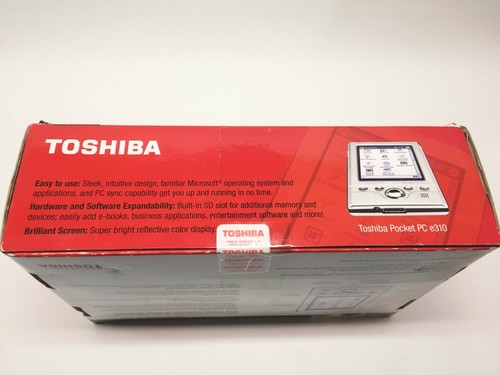 TOSHIBA
Easy to use: Sleek, intuitive design, familiar Microsoft® operating system and
applications, and PC sync capability get you up and running in no time.
Hardware and Software Expandability: Built-in SD slot for additional memory and
devices; easily add e-books, business applications, entertainment software and more!
Brilliant Screen: Super bright reflective color display
Toshiba Pocket PC e310
TOSHIBA